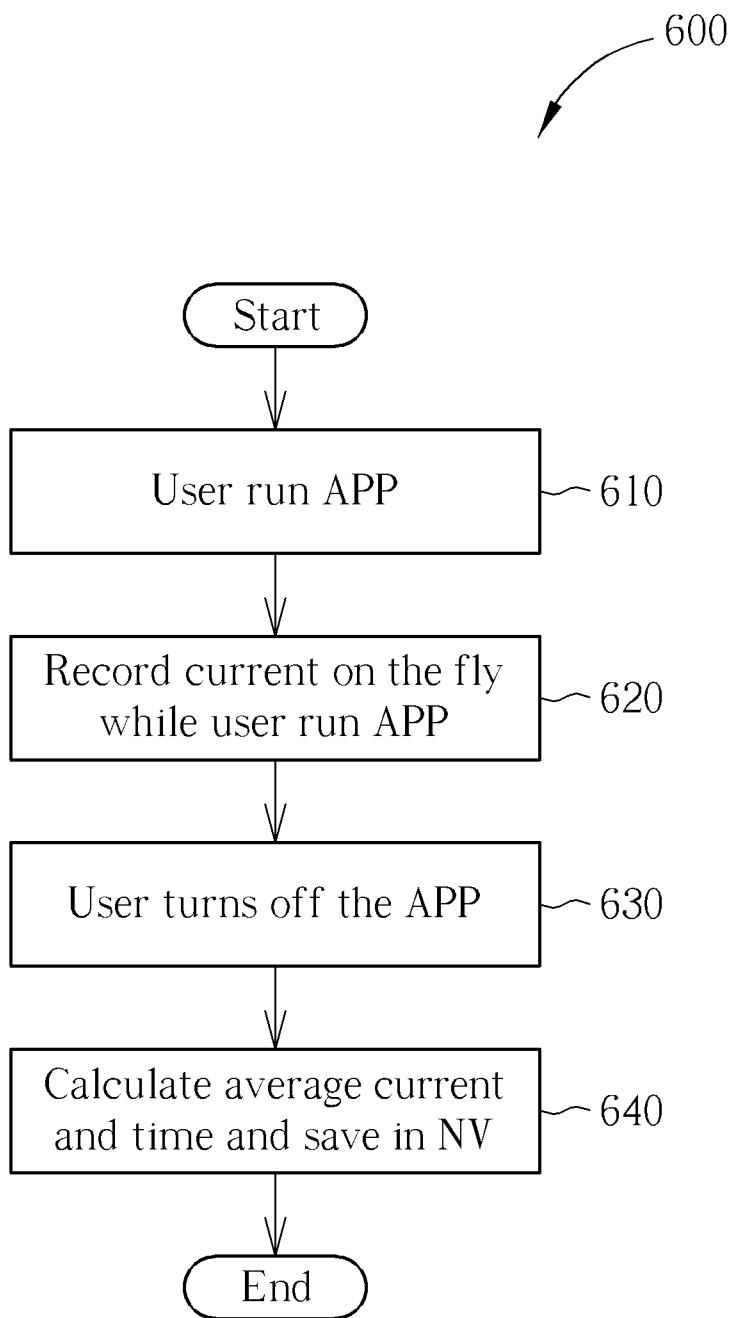 600
Start
User run APP
610
Record current on the fly
while user run APP
620
User turns off the APP
630
Calculate average current
and time and save in NV
640
End